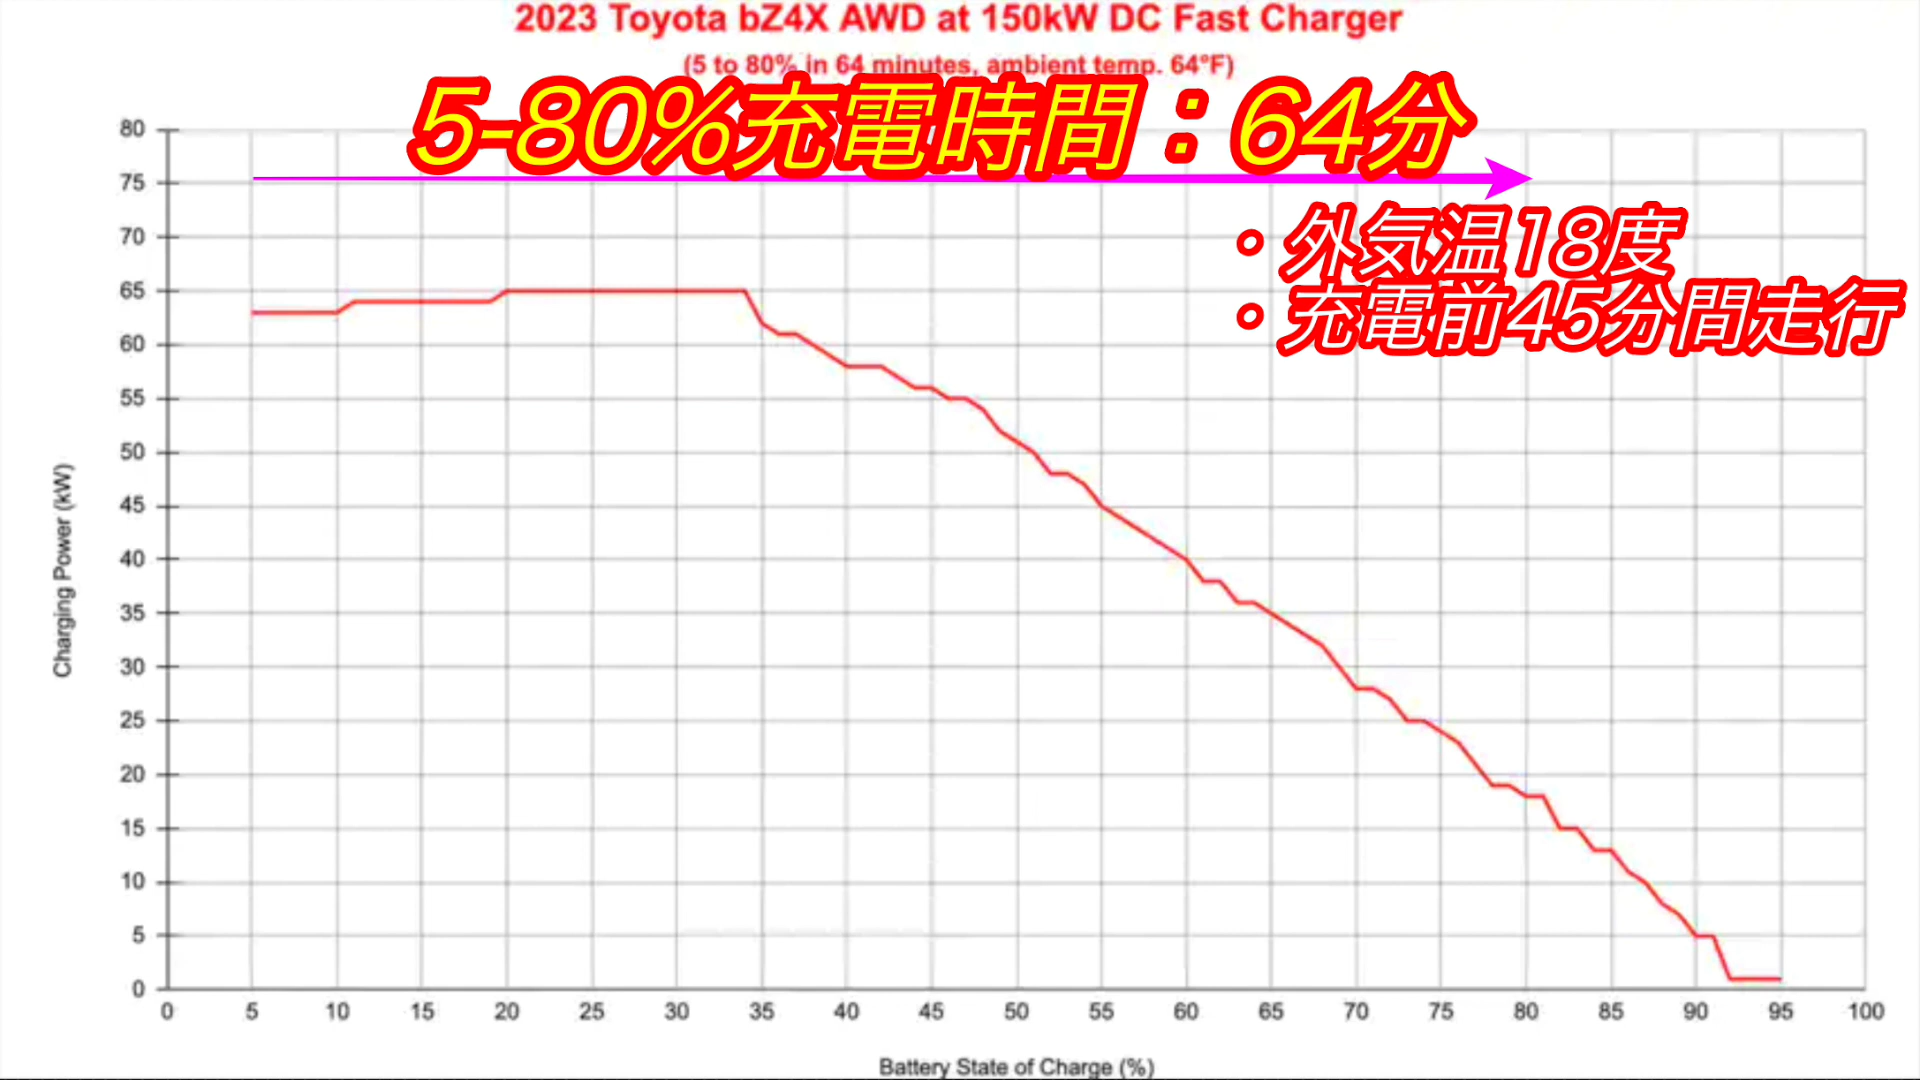 2023 Toyota bZ4X AWD at 150kW DC Fast Charger
(5 to 80% in 64 minutes, ambient temp. 64°F)
5-80%充電時間：64分
・外気温18度
・充電前45分間走行
80
75
70
65
60
55
50
45
40
35
30
25
20
15
10
5
0
Charging Power (kW)
0 5 10 15 20 25 30 35 40 45 50 55 60 65 70 75 80 85 90 95 100
Battery State of Charge (%)